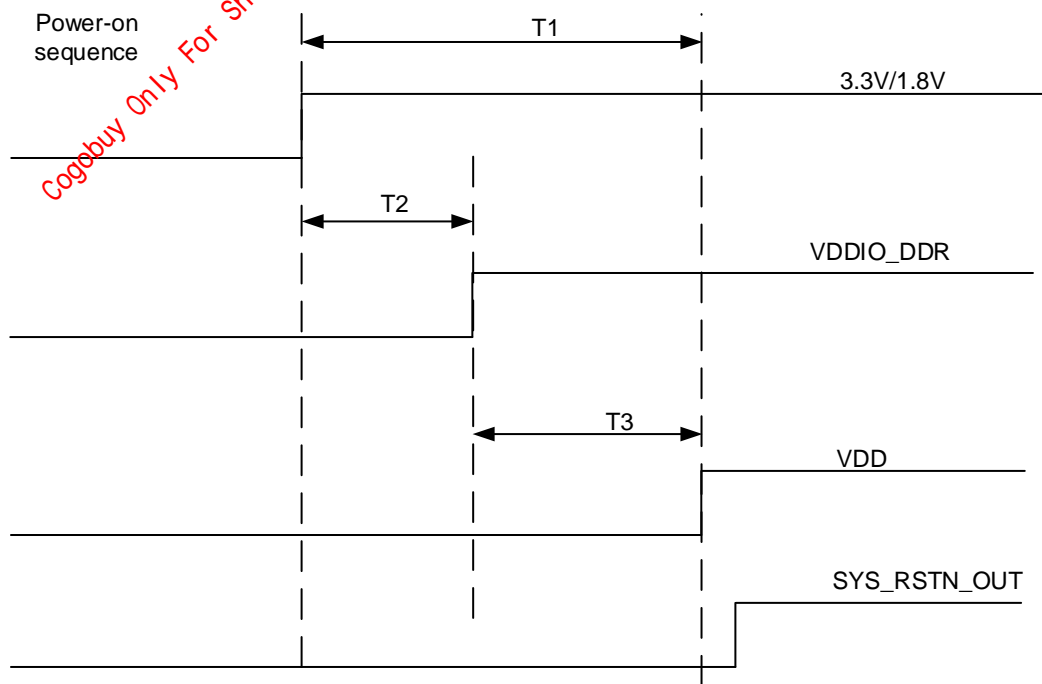 Power-on
sequence
T1
3.3V/1.8V
Cogobuy Only For
T2
VDDIO_DDR
T3
VDD
SYS_RSTN_OUT